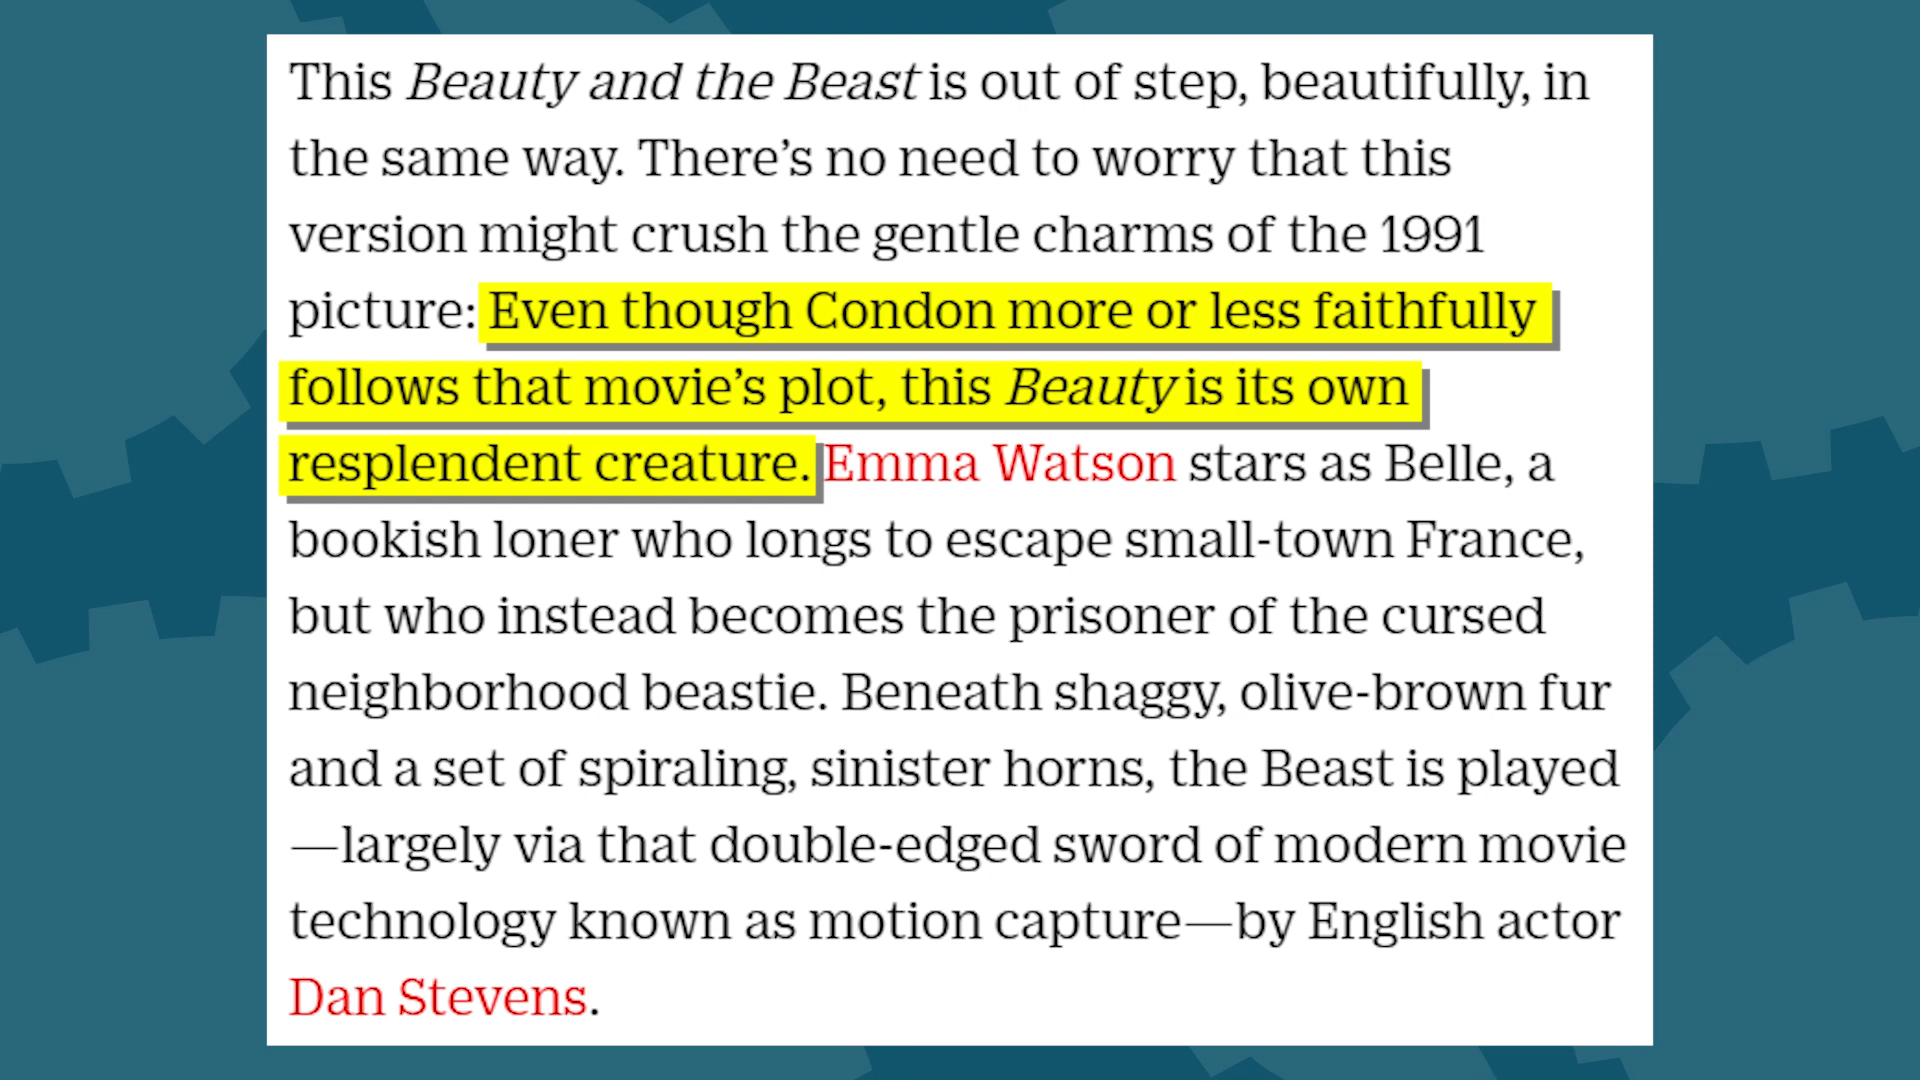 This Beauty and the Beast is out of step, beautifully, in
the same way. There’s no need to worry that this
version might crush the gentle charms of the 1991
picture: Even though Condon more or less faithfully
follows that movie’s plot, this Beauty is its own
resplendent creature. Emma Watson stars as Belle, a
bookish loner who longs to escape small-town France,
but who instead becomes the prisoner of the cursed
neighborhood beastie. Beneath shaggy, olive-brown fur
and a set of spiraling, sinister horns, the Beast is played
—largely via that double-edged sword of modern movie
technology known as motion capture—by English actor
Dan Stevens.